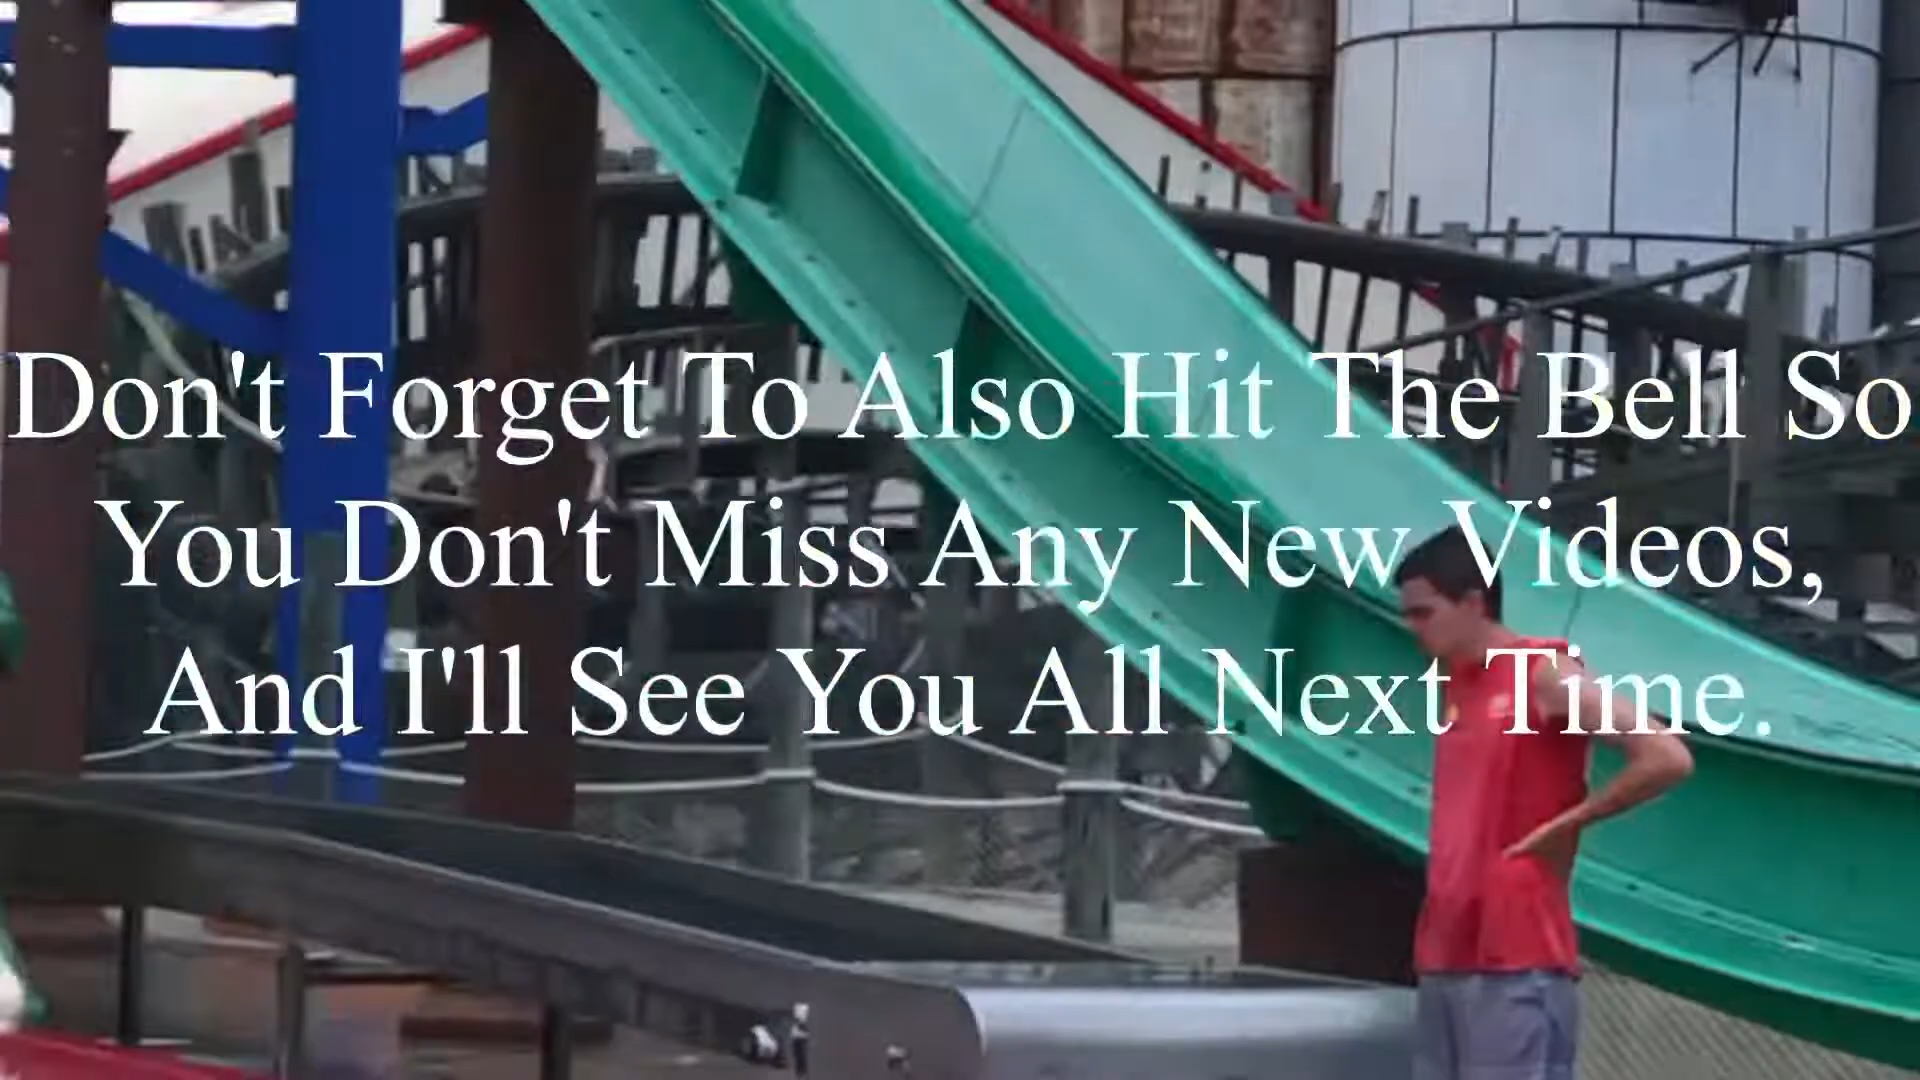 Don't Forget To Also Hit The Bell So
You Don't Miss Any New Videos,
And I'll See You All Next Time.